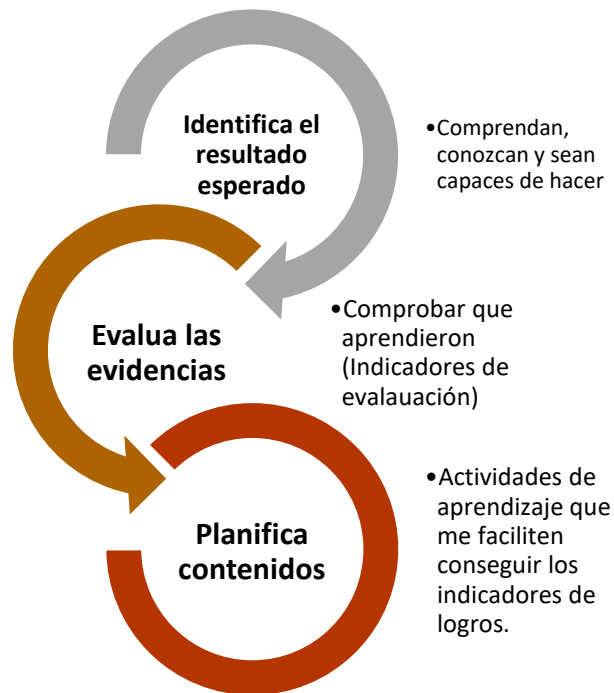 Identifica el
resultado
esperado
•Comprendan,
conozcan y sean
capaces de hacer
Evalua las
evidencias
•Comprobar que
aprendieron
(Indicadores de
evalauación)
Planifica
contenidos
•Actividades de
aprendizaje que
me faciliten
conseguir los
indicadores de
logros.